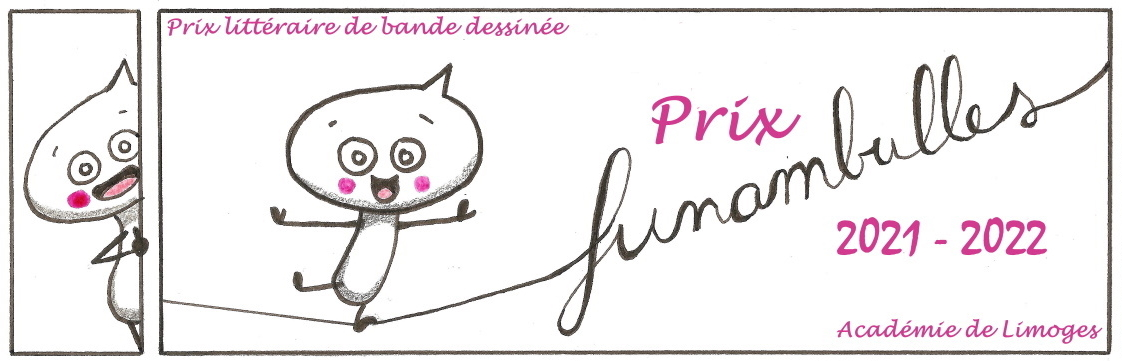 Prix littéraire de bande dessinée
Prix
funambulles
2021 - 2022
Académie de Limoges